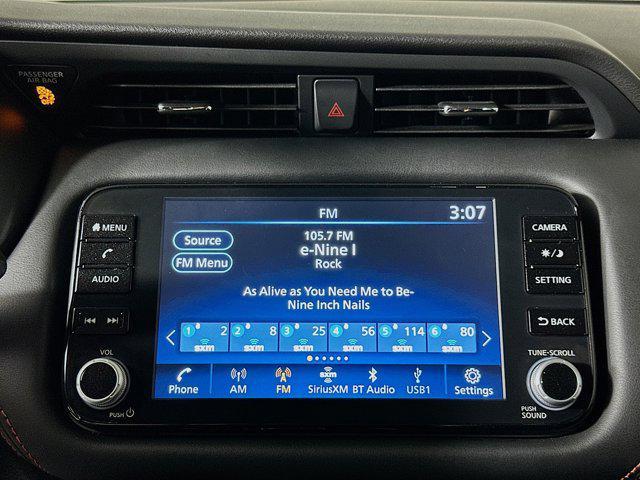 PASSENGER
AIR BAG
MENU
AUDIO
VOL
PUSH
FM
3:07
Source
FM Menu
105.7 FM
e-Nine I
Rock
As Alive as You Need Me to Be-
Nine Inch Nails
1 2 2 8 3 25 4 56 5 114 6 80
sxm sxm sxm sxm sxm sxm
Phone AM FM SiriusXM BT Audio USB1 Settings
sxm
CAMERA
SETTING
BACK
TUNE·SCROLL
PUSH
SOUND